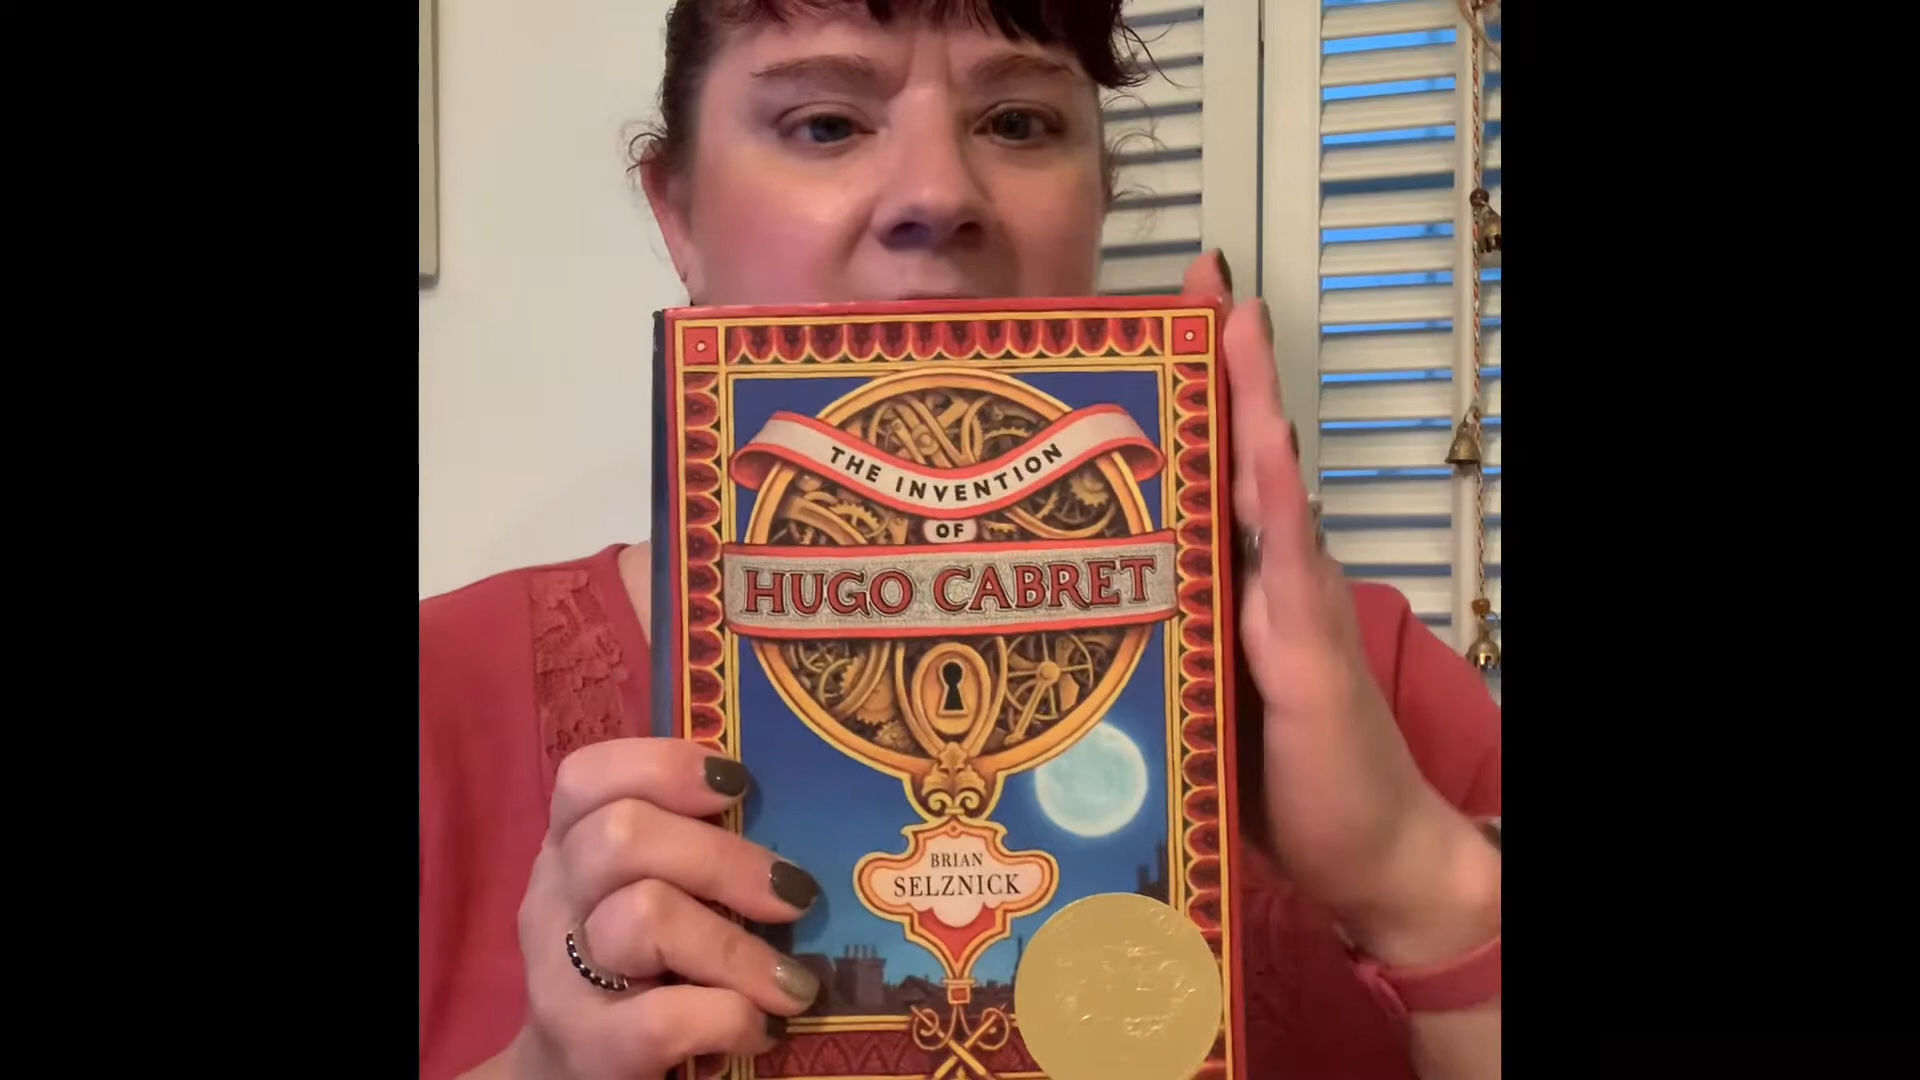 THE INVENTION
OF
HUGO CABRET
BRIAN
SELZNICK